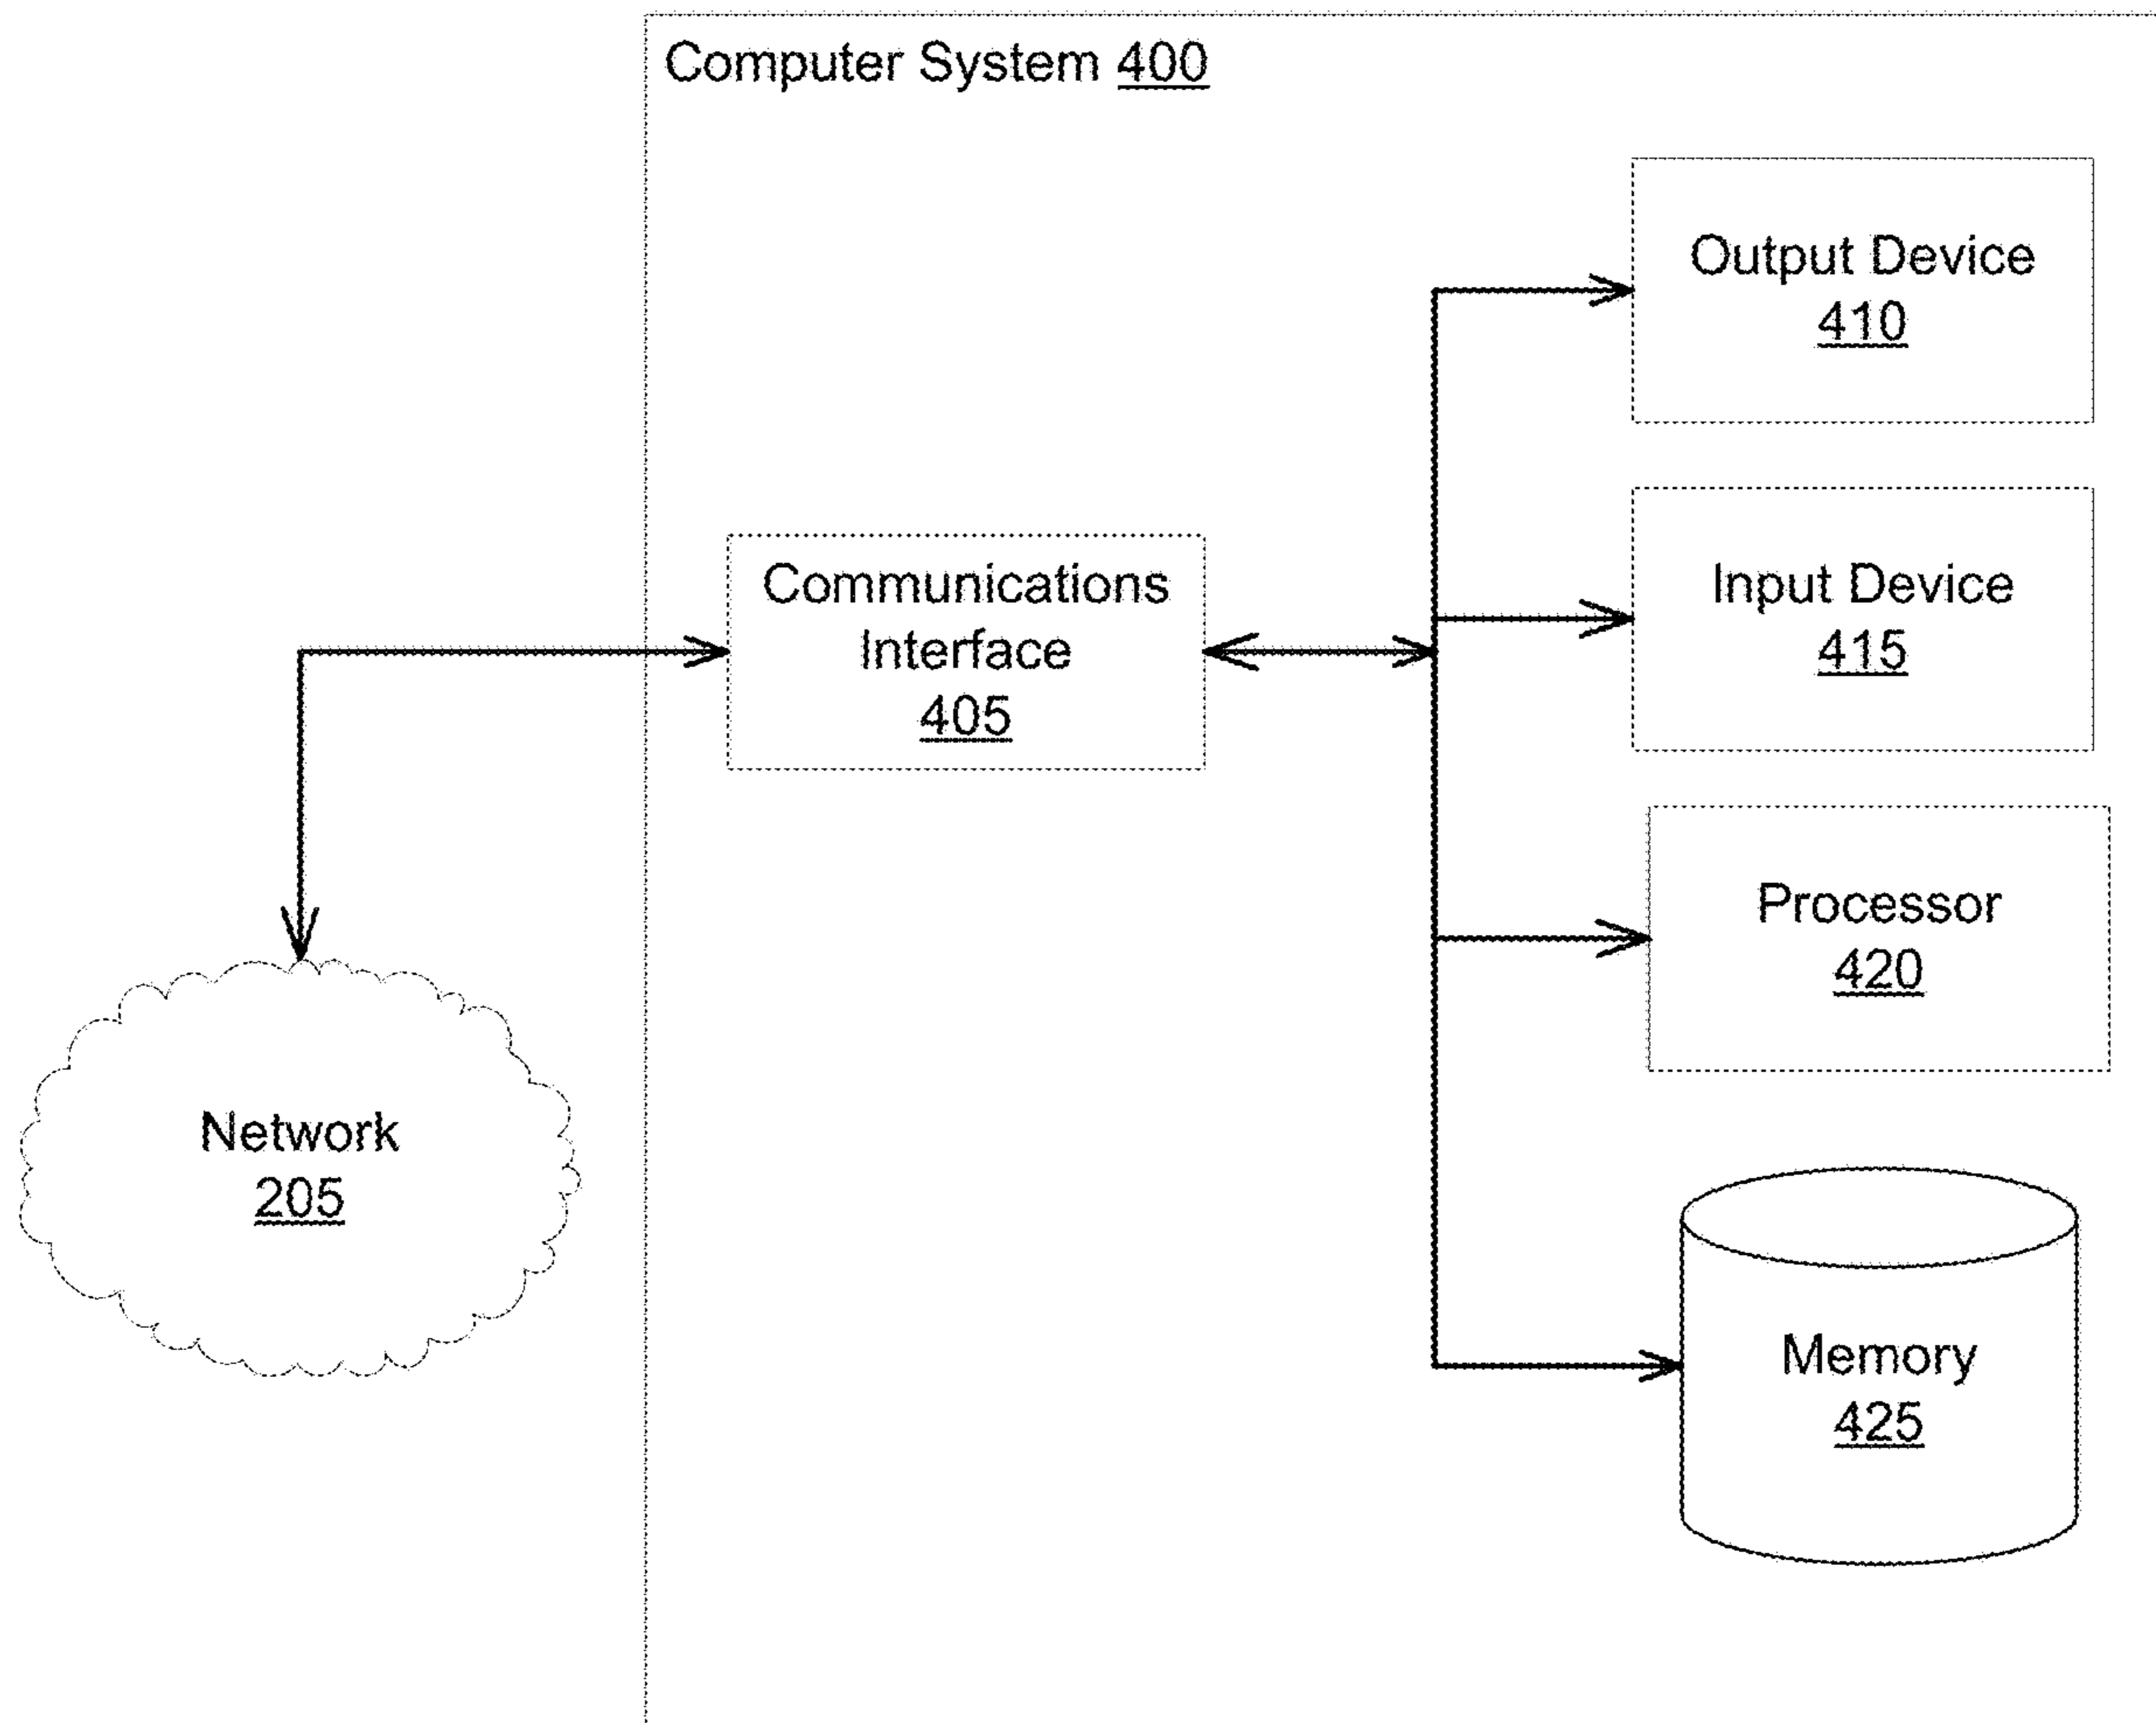 Computer System 400
Output Device
410
Communications
Interface
405
Input Device
415
Processor
420
Network
205
Memory
425